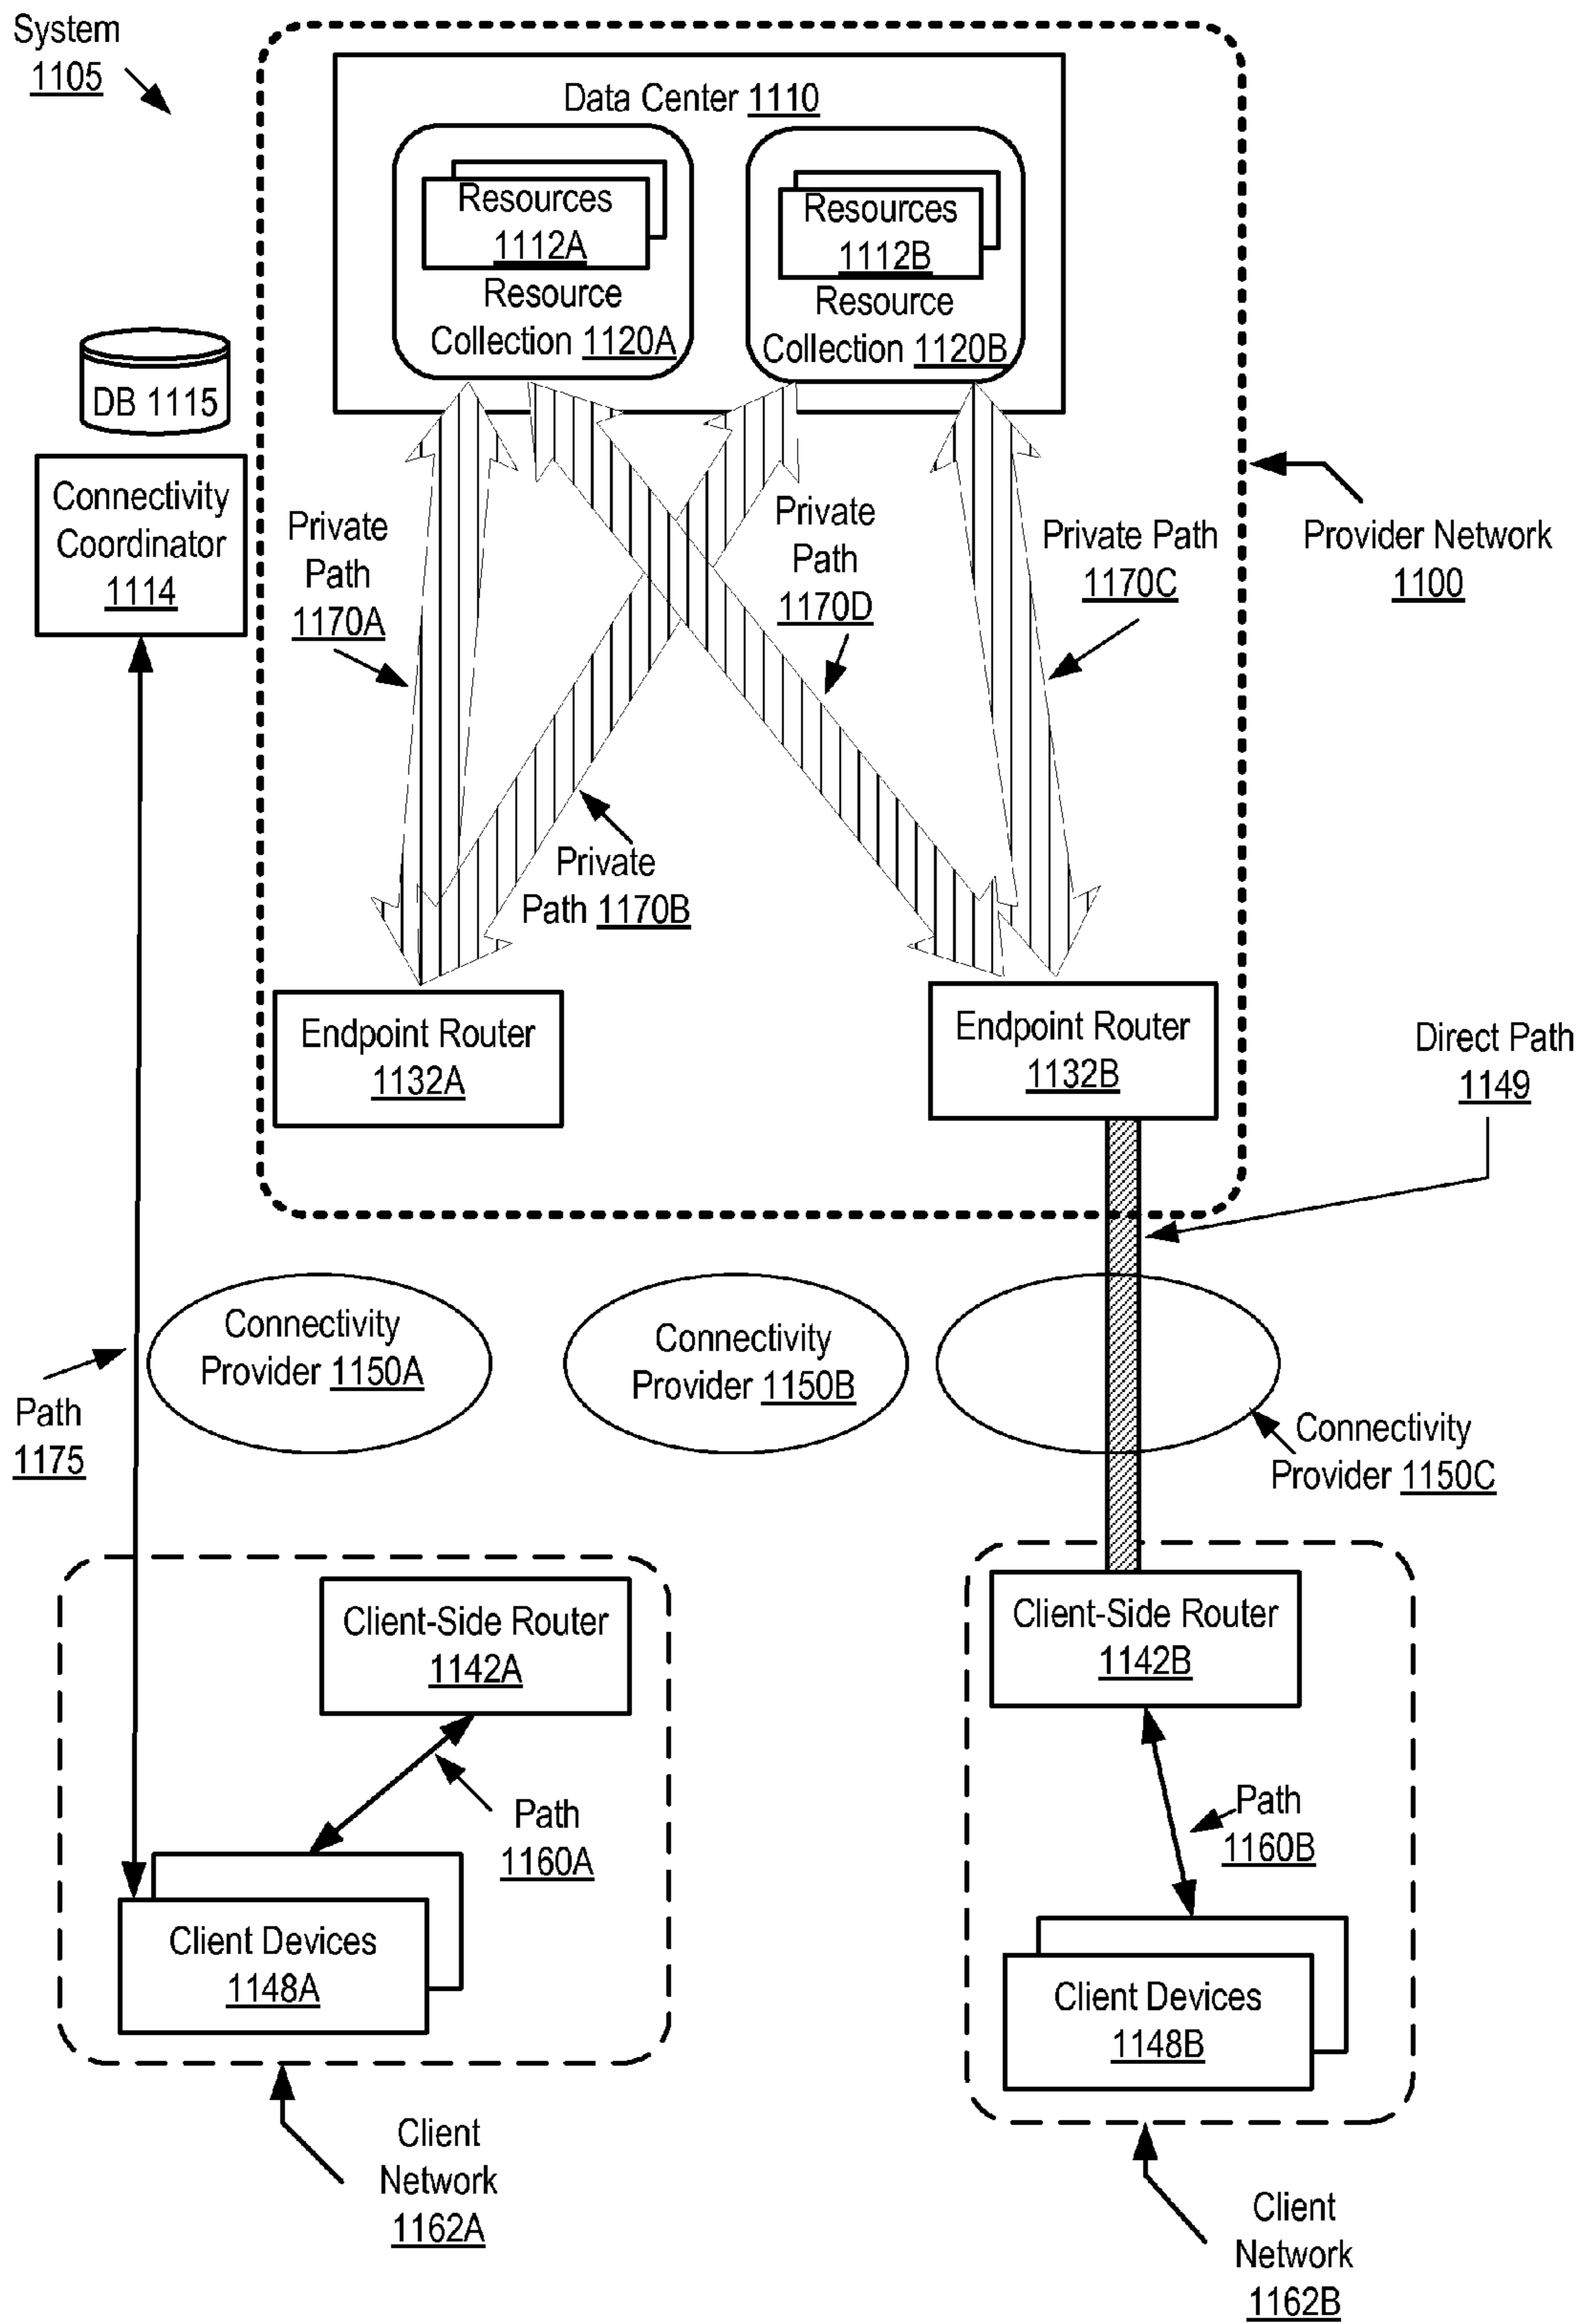 System
1105
Data Center 1110
Resources
1112A
Resource
Collection 1120A
Resources
1112B
Resource
Collection 1120B
DB 1115
Connectivity
Coordinator
1114
Private
Path
1170A
Private
Path
1170D
Private Path
1170C
Provider Network
1100
Private
Path 1170B
Endpoint Router
1132A
Endpoint Router
1132B
Direct Path
1149
Connectivity
Provider 1150A
Connectivity
Provider 1150B
Connectivity
Provider 1150C
Path
1175
Client-Side Router
1142A
Client-Side Router
1142B
Path
1160A
Path
1160B
Client Devices
1148A
Client Devices
1148B
Client
Network
1162A
Client
Network
1162B